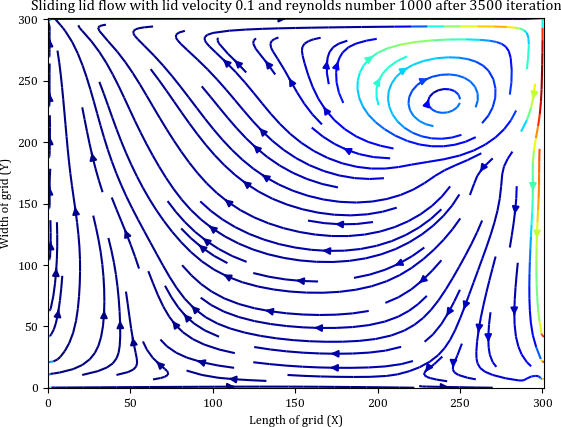 Sliding lid flow with lid velocity 0.1 and reynolds number 1000 after 3500 iteration
300
250
200
150
100
50
0
Width of grid (Y)
0 50 100 150 200 250 300
Length of grid (X)